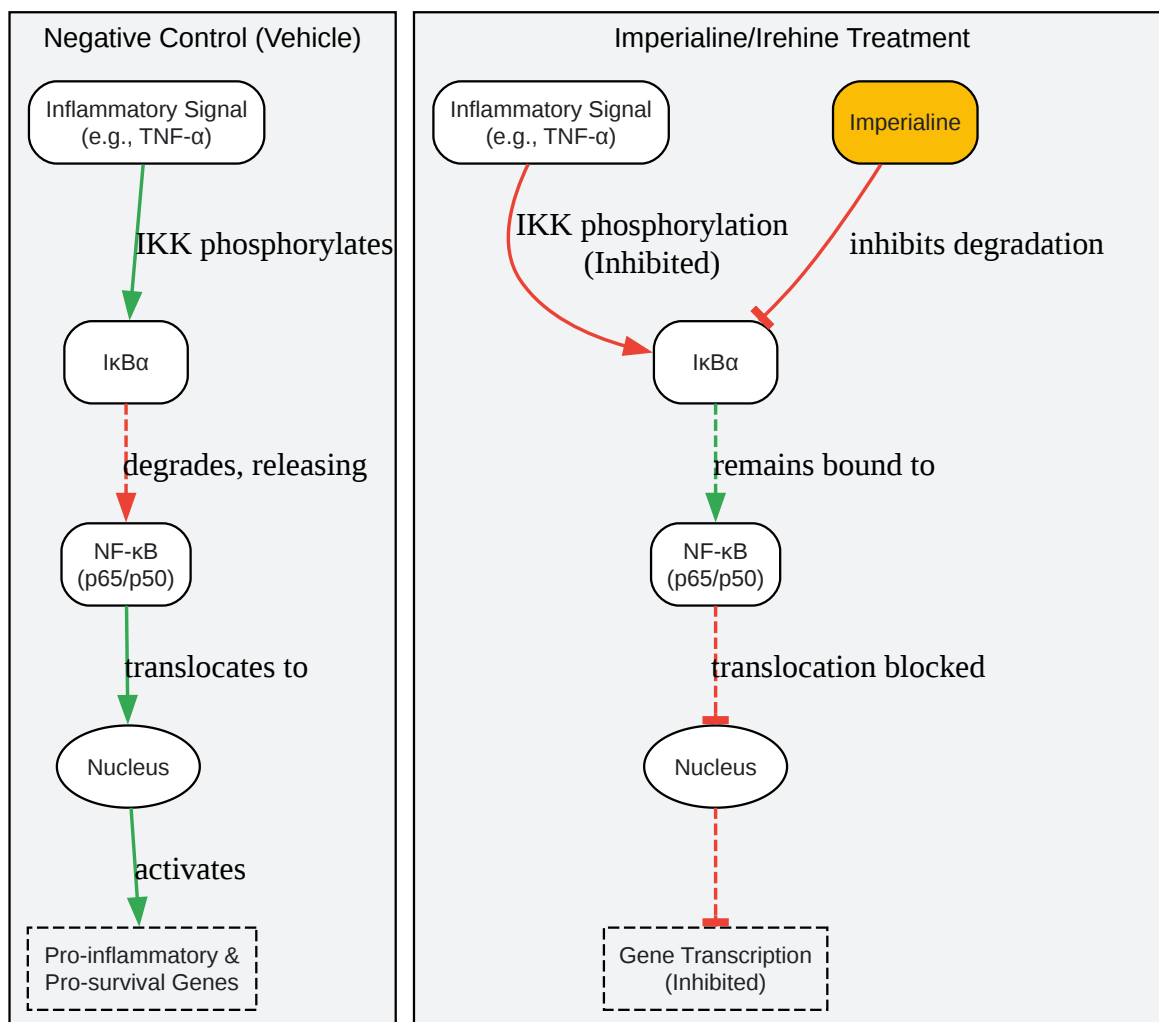 Negative Control (Vehicle)
Inflammatory Signal
(e.g., TNF-α)
IKK phosphorylates
IκBα
degrades, releasing
NF-κB
(p65/p50)
translocates to
Nucleus
activates
Pro-inflammatory &
Pro-survival Genes
Imperialine/Irehine Treatment
Inflammatory Signal
(e.g., TNF-α)
Imperialine
IKK phosphorylation
(Inhibited)
inhibits degradation
IκBα
remains bound to
NF-κB
(p65/p50)
translocation blocked
Nucleus
Gene Transcription
(Inhibited)